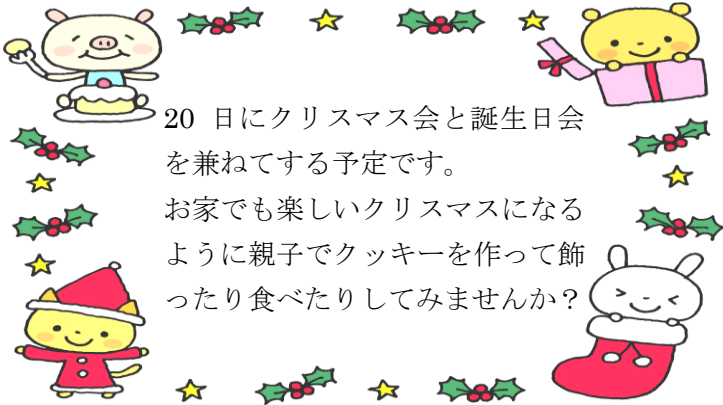 20 日にクリスマス会と誕生日会
を兼ねてする予定です。
お家でも楽しいクリスマスになる
ように親子でクッキーを作って飾
ったり食べたりしてみませんか？